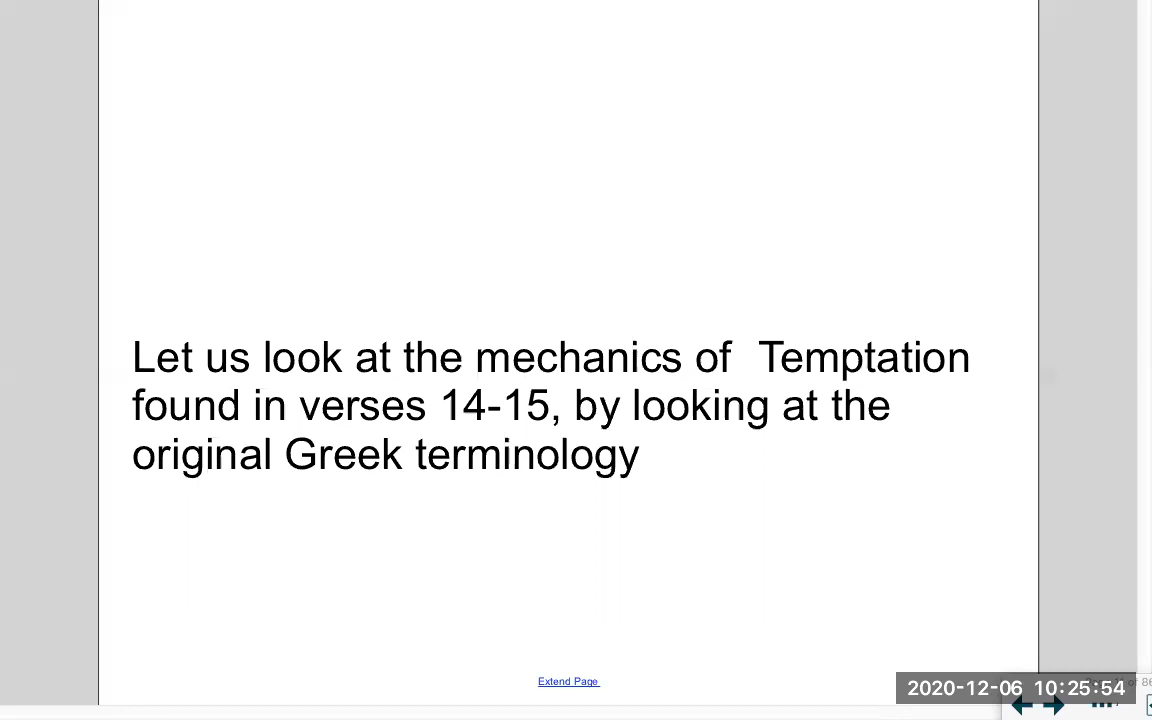 Let us look at the mechanics of Temptation
found in verses 14-15, by looking at the
original Greek terminology
Extend Page
2020-12-06 10:25:54